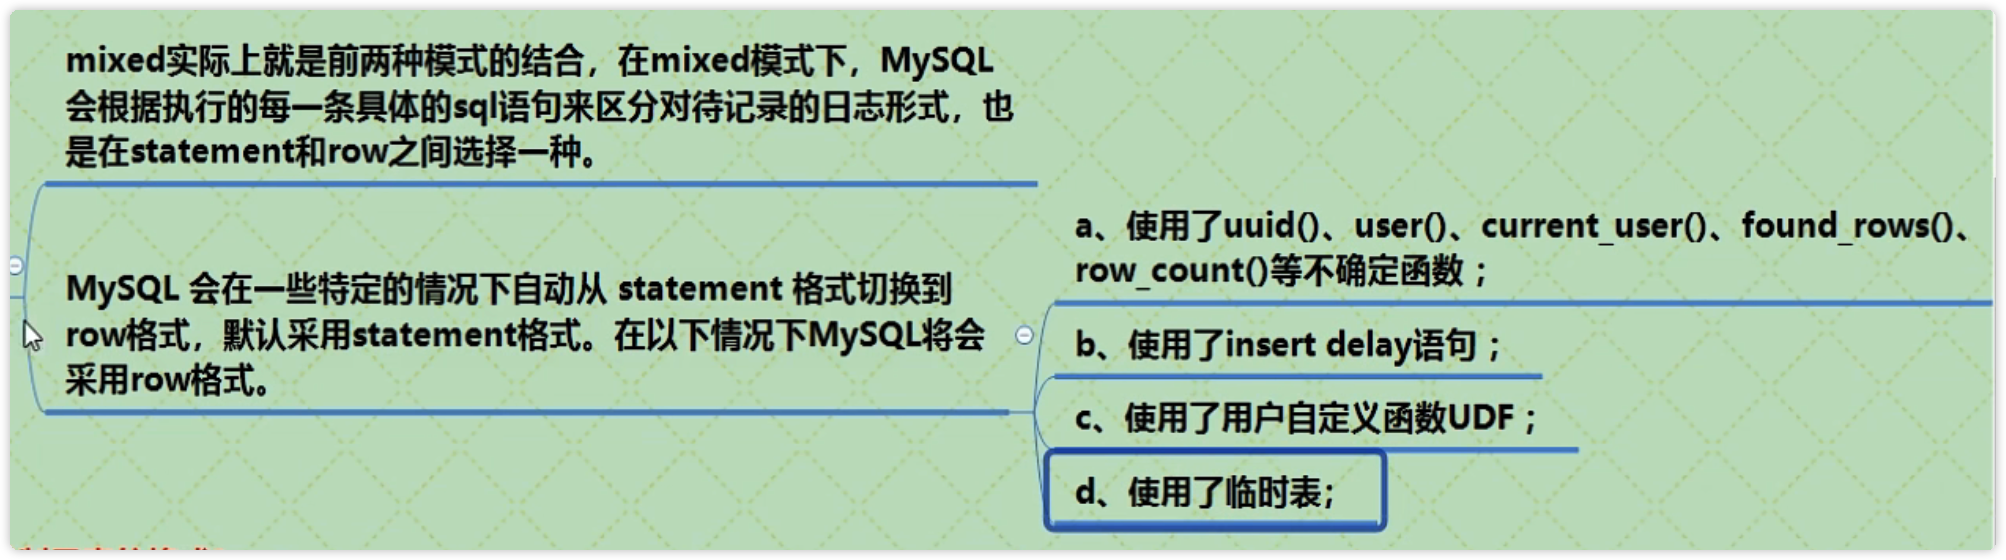 mixed实际上就是前两种模式的结合，在mixed模式下，MySQL
会根据执行的每一条具体的sql语句来区分对待记录的日志形式，也
是在statement和row之间选择一种。
MySQL 会在一些特定的情况下自动从 statement 格式切换到
row格式，默认采用statement格式。在以下情况下MySQL将会
采用row格式。
a、使用了uuid()、user()、current_user()、found_rows()、
row_count()等不确定函数；
b、使用了insert delay语句；
c、使用了用户自定义函数UDF；
d、使用了临时表;